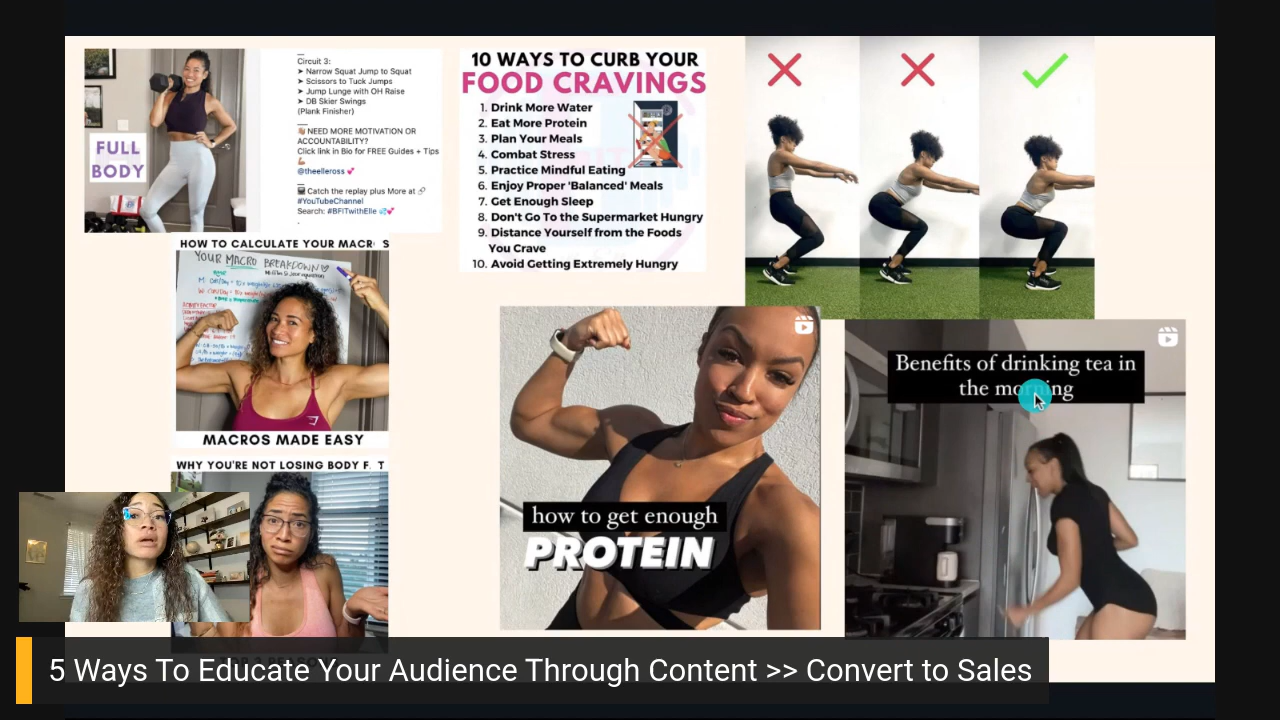 FULL
BODY
Circuit 3:
➤ Narrow Squat Jump to Squat
➤ Scissors to Tuck Jumps
➤ Jump Lunge with OH Raise
➤ DB Skier Swings
(Plank Finisher)
NEED MORE MOTIVATION OR
ACCOUNTABILITY?
Click link in Bio for FREE Guides + Tips
@theelleross
Catch the replay plus More at
#YouTubeChannel
Search: #BFITwithElle
10 WAYS TO CURB YOUR
FOOD CRAVINGS
1. Drink More Water
2. Eat More Protein
3. Plan Your Meals
4. Combat Stress
5. Practice Mindful Eating
6. Enjoy Proper 'Balanced' Meals
7. Get Enough Sleep
8. Don't Go To the Supermarket Hungry
9. Distance Yourself from the Foods
You Crave
10. Avoid Getting Extremely Hungry
HOW TO CALCULATE YOUR MACR S
YOUR MACRO BREAKDOWN
MACROS MADE EASY
WHY YOU'RE NOT LOSING BODY F T
how to get enough
PROTEIN
Benefits of drinking tea in
the morning
5 Ways To Educate Your Audience Through Content >> Convert to Sales